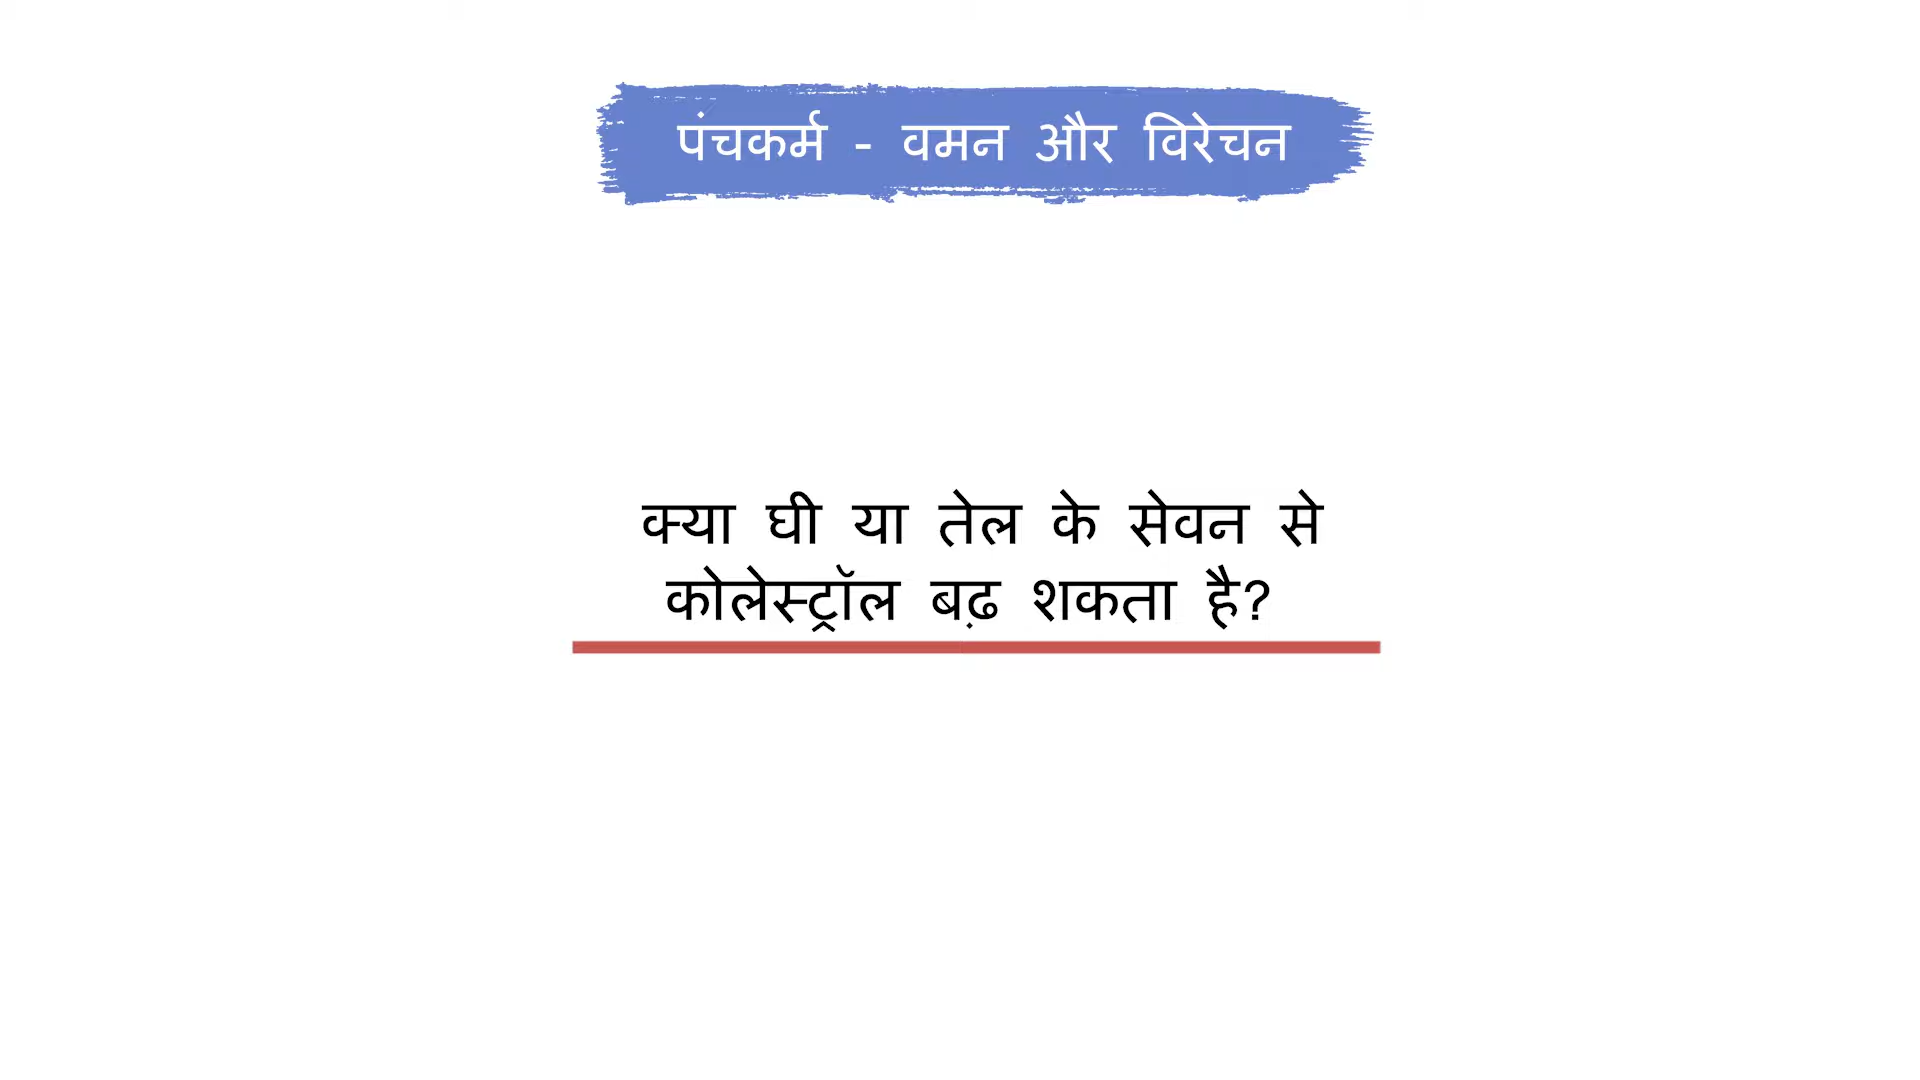 पंचकर्म - वमन और विरेचन
क्या घी या तेल के सेवन से
कोलेस्ट्रॉल बढ़ शकता है?